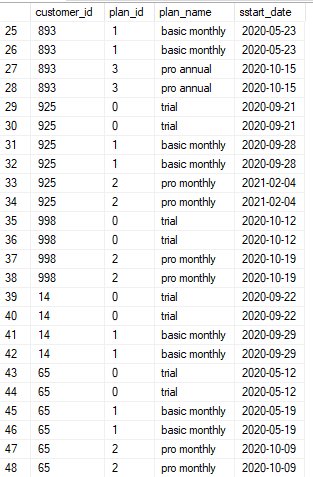 customer_id plan_id plan_name sstart_date
25 893 1 basic monthly 2020-05-23
26 893 1 basic monthly 2020-05-23
27 893 3 pro annual 2020-10-15
28 893 3 pro annual 2020-10-15
29 925 0 trial 2020-09-21
30 925 0 trial 2020-09-21
31 925 1 basic monthly 2020-09-28
32 925 1 basic monthly 2020-09-28
33 925 2 pro monthly 2021-02-04
34 925 2 pro monthly 2021-02-04
35 998 0 trial 2020-10-12
36 998 0 trial 2020-10-12
37 998 2 pro monthly 2020-10-19
38 998 2 pro monthly 2020-10-19
39 14 0 trial 2020-09-22
40 14 0 trial 2020-09-22
41 14 1 basic monthly 2020-09-29
42 14 1 basic monthly 2020-09-29
43 65 0 trial 2020-05-12
44 65 0 trial 2020-05-12
45 65 1 basic monthly 2020-05-19
46 65 1 basic monthly 2020-05-19
47 65 2 pro monthly 2020-10-09
48 65 2 pro monthly 2020-10-09